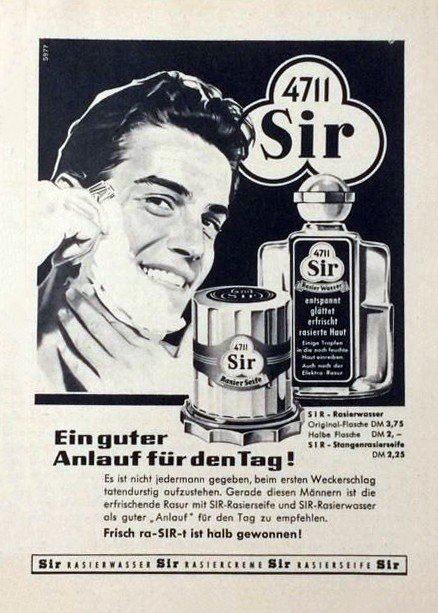 5977
4711
Sir
4711
Sir
Rasier Wasser
entspannt
glättet
erfrischt
rasierte Haut
Einige Tropfen
in die noch feuchte
Haut einreiben.
Auch nach der
Elektro-Rasur
4711
Sir
Rasier Seife
SIR - Rasierwasser
Original-Flasche DM 3,75
Halbe Flasche DM 2,–
SIR - Stangenrasierseife
DM 2,25
Ein guter
Anlauf für den Tag!
Es ist nicht jedermann gegeben, beim ersten Weckerschlag
tatendurstig aufzustehen. Gerade diesen Männern ist die
erfrischende Rasur mit SIR-Rasierseife und SIR-Rasierwasser
als guter „Anlauf" für den Tag zu empfehlen.
Frisch ra-SIR-t ist halb gewonnen!
Sir RASIERWASSER Sir RASIERCREME Sir RASIERSEIFE Sir